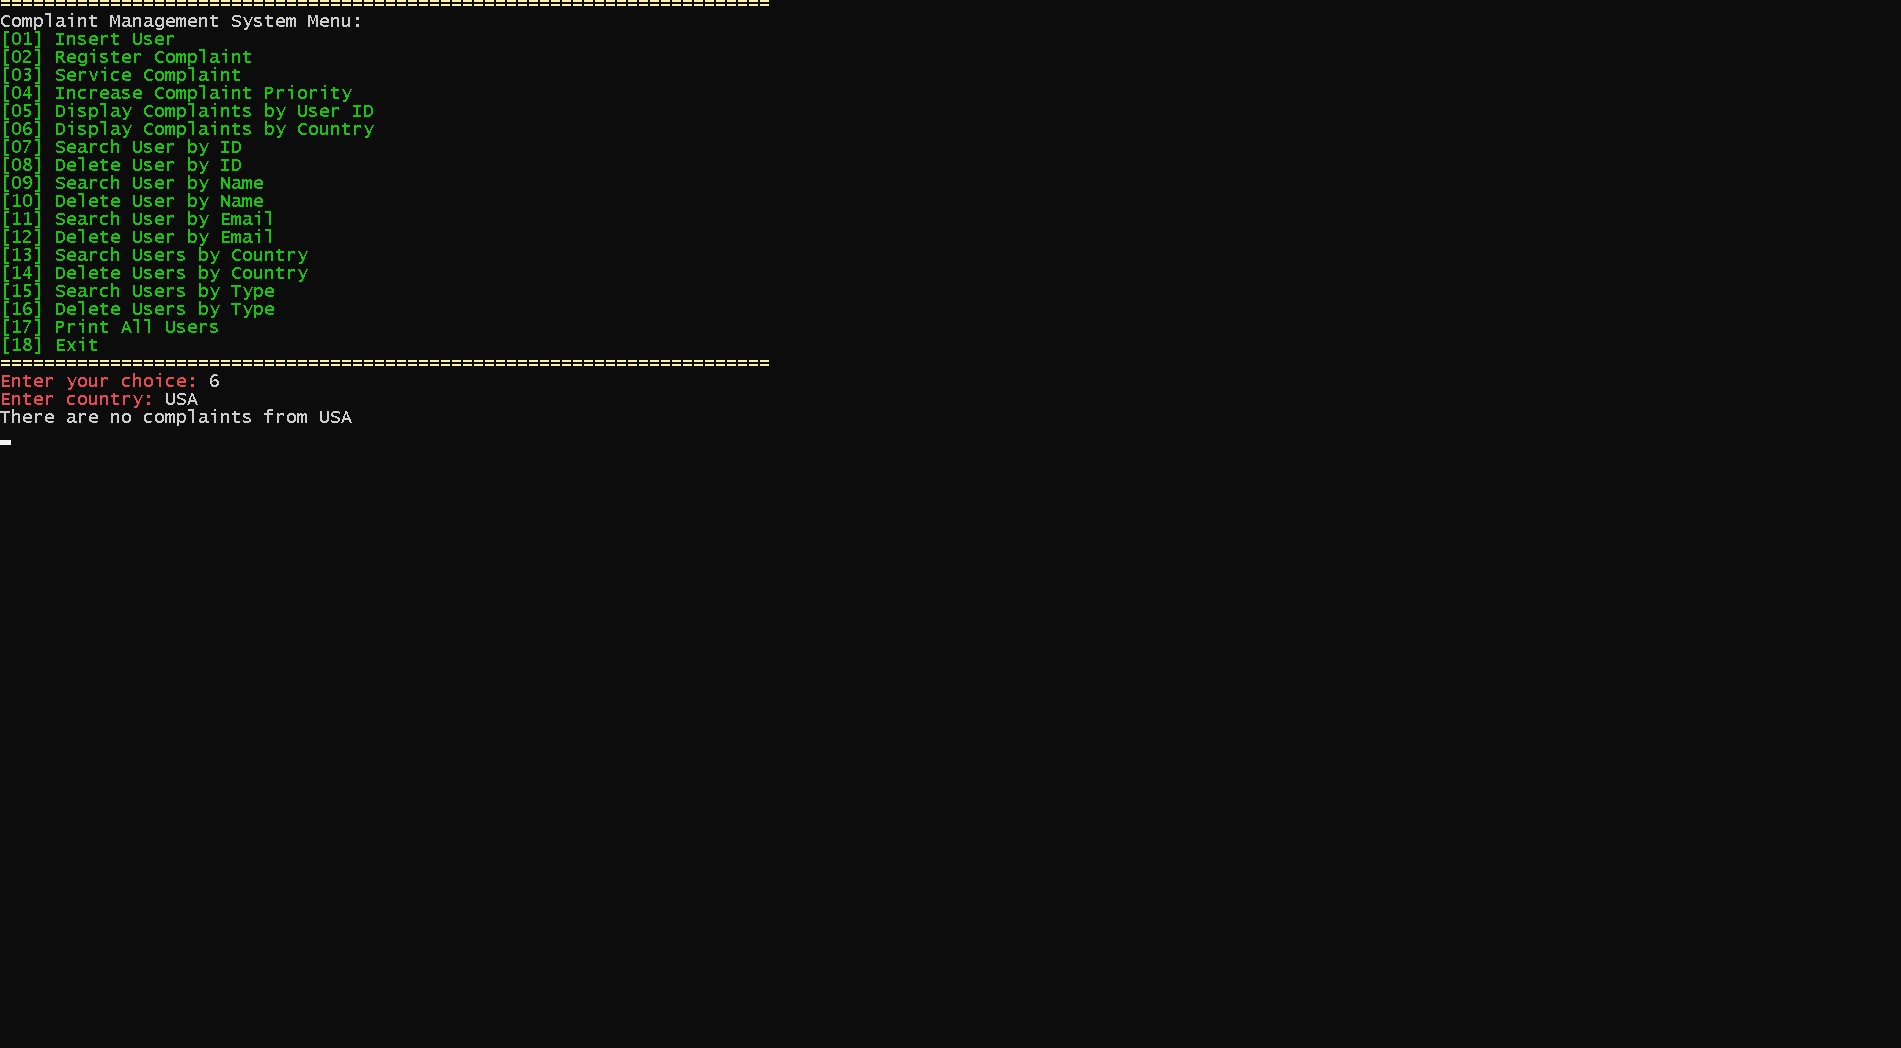 ======================================================================
Complaint Management System Menu:
[01] Insert User
[02] Register Complaint
[03] Service Complaint
[04] Increase Complaint Priority
[05] Display Complaints by User ID
[06] Display Complaints by Country
[07] Search User by ID
[08] Delete User by ID
[09] Search User by Name
[10] Delete User by Name
[11] Search User by Email
[12] Delete User by Email
[13] Search Users by Country
[14] Delete Users by Country
[15] Search Users by Type
[16] Delete Users by Type
[17] Print All Users
[18] Exit
======================================================================
Enter your choice: 6
Enter country: USA
There are no complaints from USA